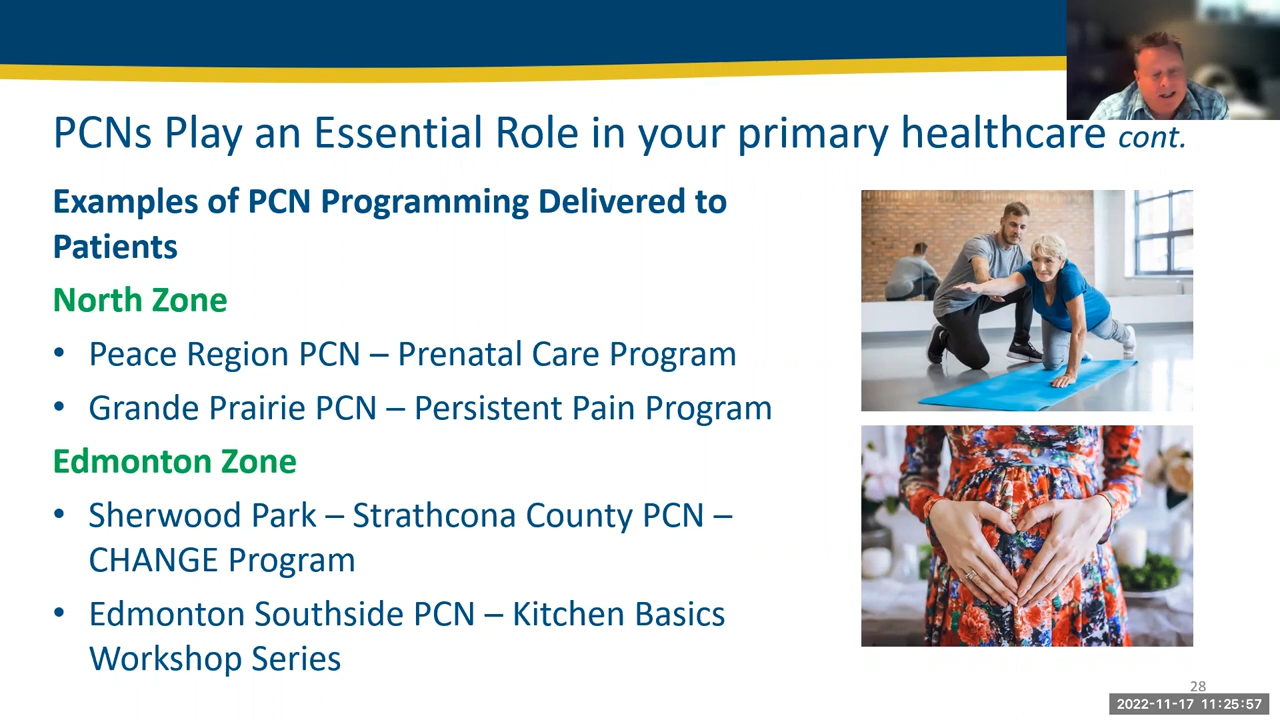 PCNs Play an Essential Role in your primary healthcare cont.
Examples of PCN Programming Delivered to
Patients
North Zone
• Peace Region PCN – Prenatal Care Program
• Grande Prairie PCN – Persistent Pain Program
Edmonton Zone
• Sherwood Park – Strathcona County PCN –
CHANGE Program
• Edmonton Southside PCN – Kitchen Basics
Workshop Series
28
2022-11-17 11:25:57